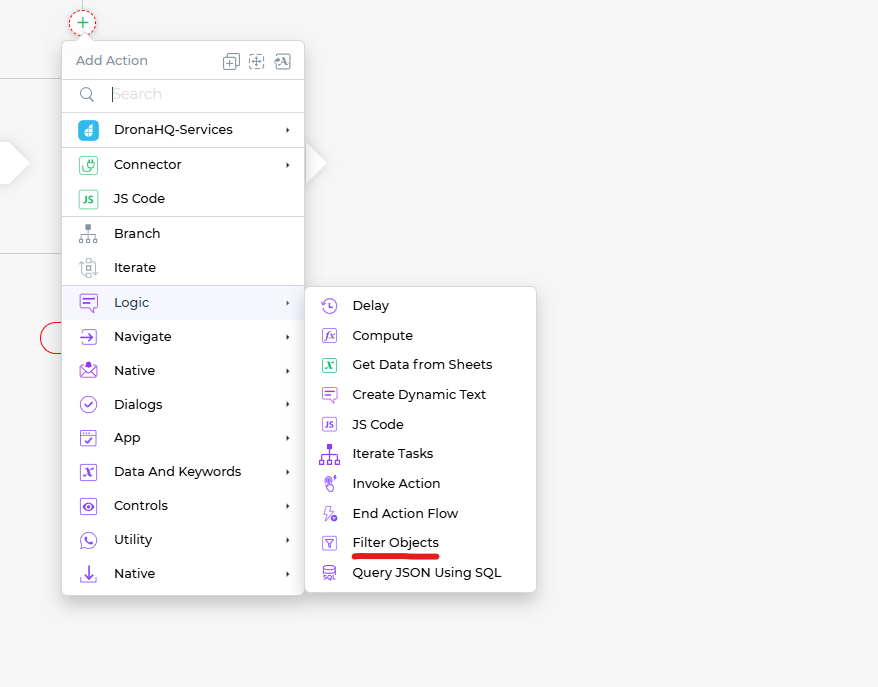 Add Action
Search
DronaHQ-Services
Connector
JS
JS Code
Branch
Iterate
Logic
Navigate
Native
Dialogs
App
Data And Keywords
Controls
Utility
Native
Delay
fx Compute
X Get Data from Sheets
Create Dynamic Text
JS JS Code
Iterate Tasks
Invoke Action
End Action Flow
Filter Objects
SQL Query JSON Using SQL